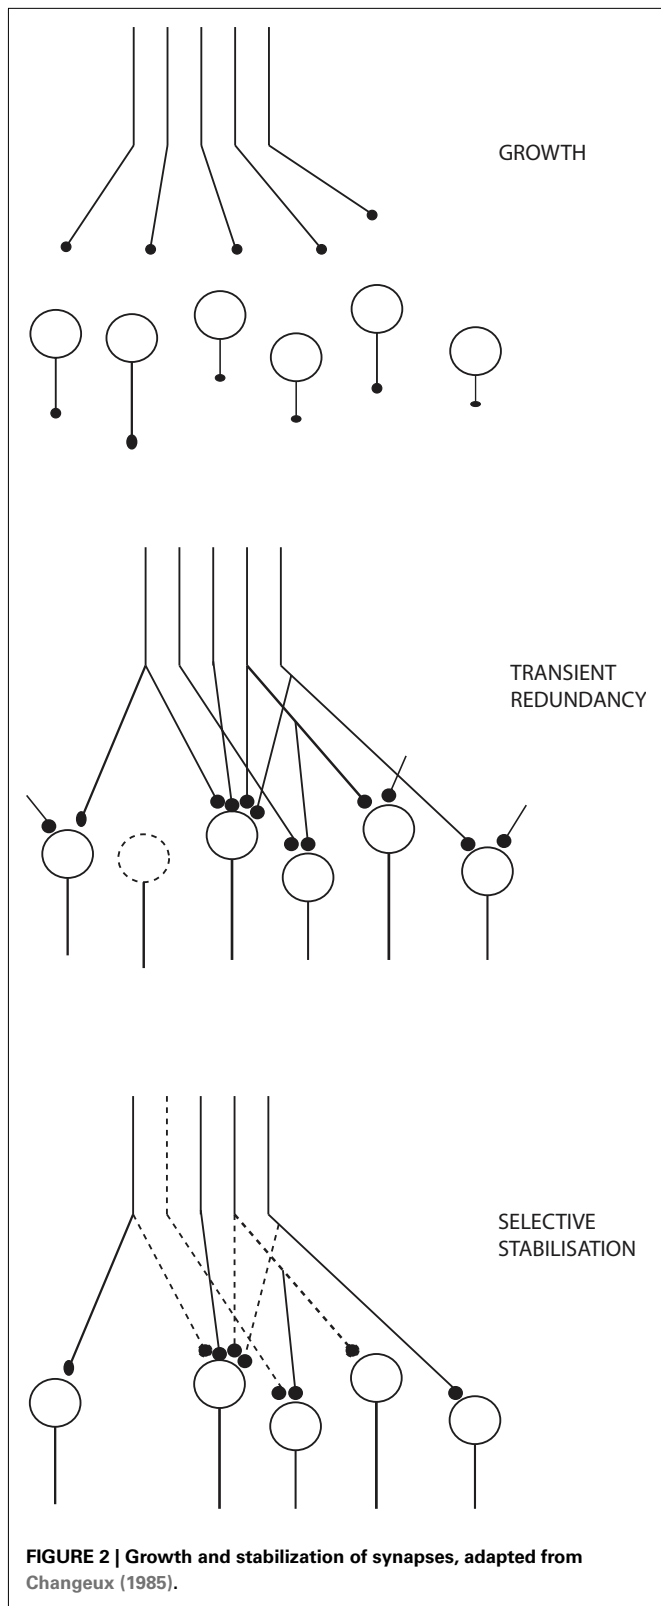 GROWTH
TRANSIENT
REDUNDANCY
SELECTIVE
STABILISATION
FIGURE 2 | Growth and stabilization of synapses, adapted from
Changeux (1985).